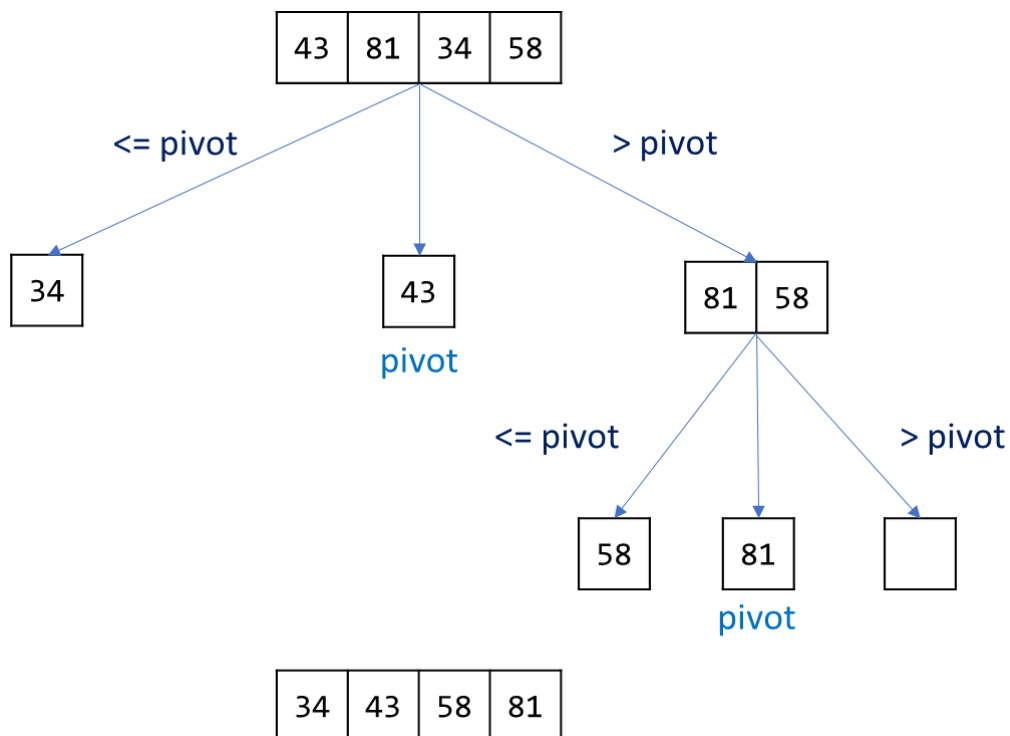 43 81 34 58
<= pivot
> pivot
34
43
81 58
pivot
<= pivot
> pivot
58
81
pivot
34 43 58 81